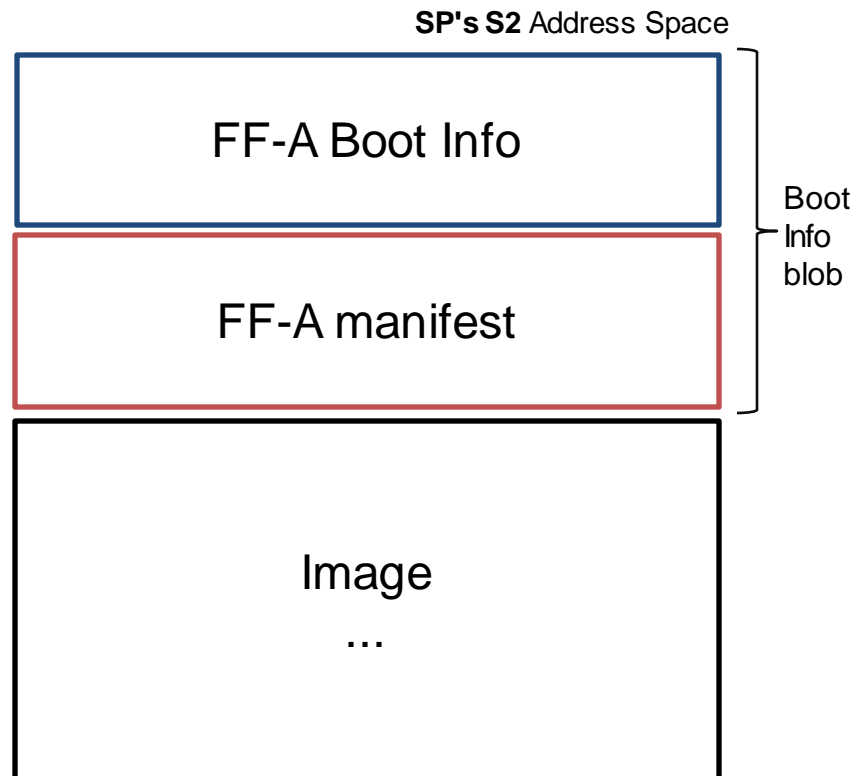 SP's S2 Address Space
FF-A Boot Info
Boot
Info
blob
FF-A manifest
Image
...